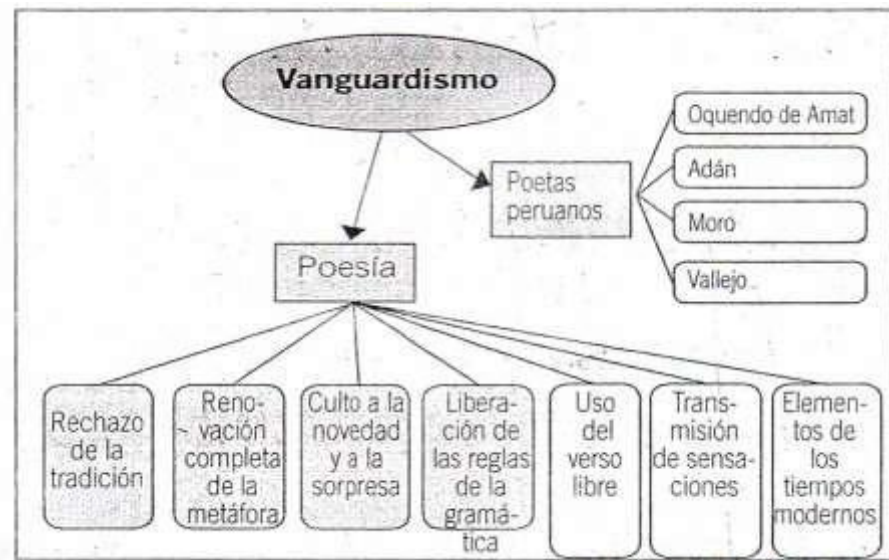 Vanguardismo
Poetas
peruanos
Oquendo de Amat
Adán
Moro
Vallejo
Poesía
Rechazo
de la
tradición
Reno-
vación
completa
de la
metáfora
Culto a la
novedad
y a la
sorpresa
Libera-
ción de
las reglas
de la
gramá-
tica
Uso
del
verso
libre
Trans-
misión
de sensa-
ciones
Elemen-
tos de
los
tiempos
modernos